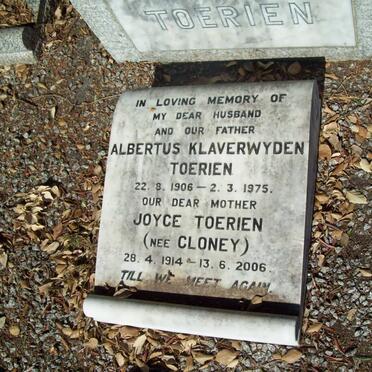 TOERIEN
IN LOVING MEMORY OF
MY DEAR HUSBAND
AND OUR FATHER
ALBERTUS KLAVERWYDEN
TOERIEN
22. 8. 1906 – 2. 3. 1975.
OUR DEAR MOTHER
JOYCE TOERIEN
(NEE CLONEY)
28. 4. 1914 – 13. 6. 2006.
TILL WE MEET AGAIN